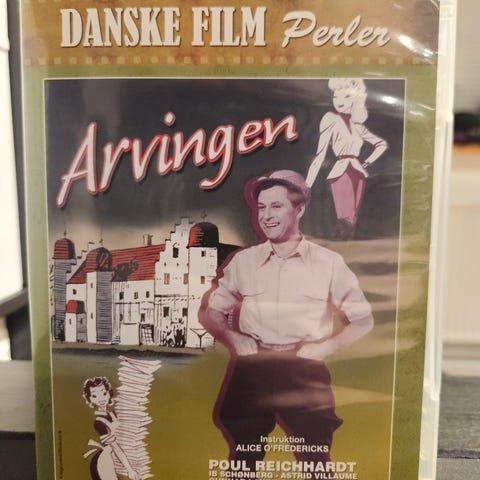 DANSKE FILM Perler
Arvingen
Instruktion
ALICE O'FREDERICKS
POUL REICHHARDT
IB SCHØNBERG - ASTRID VILLAUME